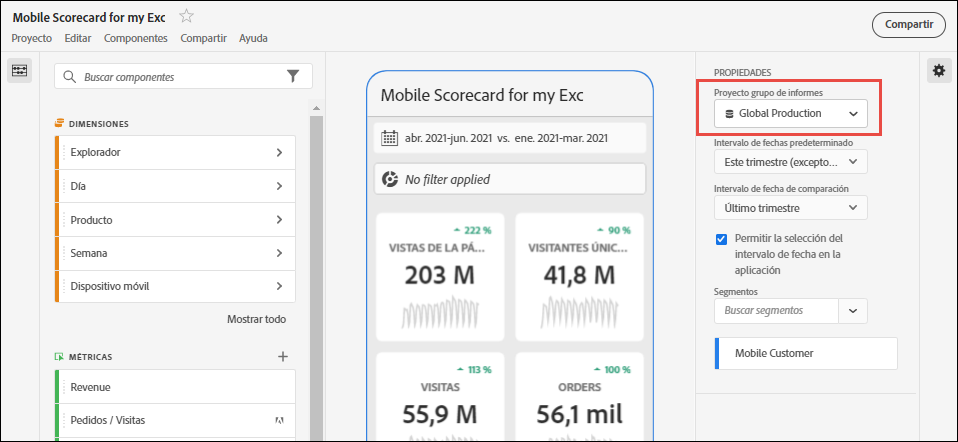 Mobile Scorecard for my Exc
Proyecto Editar Componentes Compartir Ayuda
Compartir
Buscar componentes
DIMENSIONES
Explorador
Día
Producto
Semana
Dispositivo móvil
Mostrar todo
MÉTRICAS
Revenue
Pedidos / Visitas
Mobile Scorecard for my Exc
abr. 2021-jun. 2021 vs. ene. 2021-mar. 2021
No filter applied
222 %
VISTAS DE LA PÁ...
203 M
90 %
VISITANTES ÚNIC...
41,8 M
113 %
VISITAS
55,9 M
100 %
ORDERS
56,1 mil
PROPIEDADES
Proyecto grupo de informes
Global Production
Intervalo de fechas predeterminado
Este trimestre (excepto...
Intervalo de fecha de comparación
Último trimestre
Permitir la selección del
intervalo de fecha en la
aplicación
Segmentos
Buscar segmentos
Mobile Customer